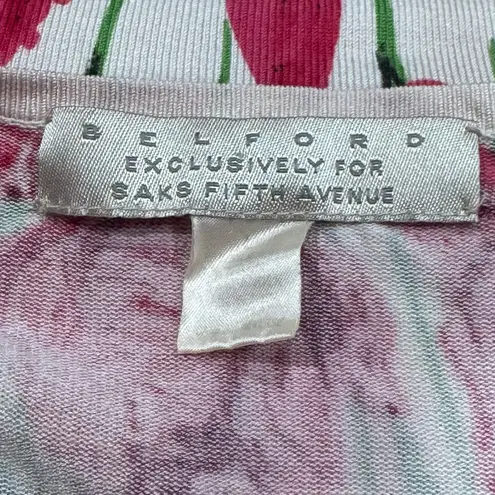 BELFORD
EXCLUSIVELY FOR
SAKS FIFTH AVENUE